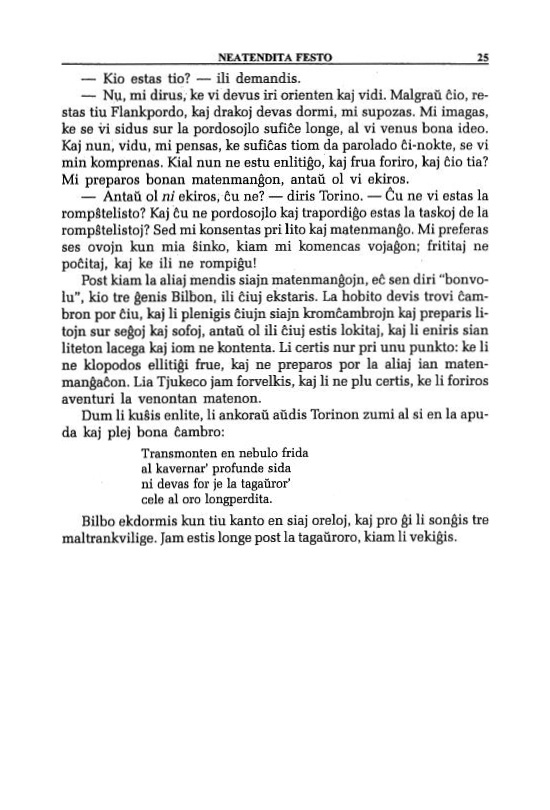 NEATENDITA FESTO 25
— Kio estas tio? — ili demandis.
— Nu, mi dirus, ke vi devus iri orienten kaj vidi. Malgraŭ ĉio, re-
stas tiu Flankpordo, kaj drakoj devas dormi, mi supozas. Mi imagas,
ke se vi sidus sur la pordosojlo sufiĉe longe, al vi venus bona ideo.
Kaj nun, vidu, mi pensas, ke sufiĉas tiom da parolado ĉi-nokte, se vi
min komprenas. Kial nun ne estu enlitiĝo, kaj frua foriro, kaj ĉio tia?
Mi preparos bonan matenmanĝon, antaŭ ol vi ekiros.
— Antaŭ ol ni ekiros, ĉu ne? — diris Torino. — Ĉu ne vi estas la
rompŝtelisto? Kaj ĉu ne pordosojlo kaj trapordiĝo estas la taskoj de la
rompŝtelistoj? Sed mi konsentas pri lito kaj matenmanĝo. Mi preferas
ses ovojn kun mia ŝinko, kiam mi komencas vojaĝon; frititaj ne
poĉitaj, kaj ke ili ne rompiĝu!
Post kiam la aliaj mendis siajn matenmanĝojn, eĉ sen diri “bonvo-
lu”, kio tre ĝenis Bilbon, ili ĉiuj ekstaris. La hobito devis trovi ĉam-
bron por ĉiu, kaj li plenigis ĉiujn siajn kromĉambrojn kaj preparis li-
tojn sur seĝoj kaj sofoj, antaŭ ol ili ĉiuj estis lokitaj, kaj li eniris sian
liteton lacega kaj iom ne kontenta. Li certis nur pri unu punkto: ke li
ne klopodos ellitiĝi frue, kaj ne preparos por la aliaj ian maten-
manĝaĉon. Lia Tjukeco jam forvelkis, kaj li ne plu certis, ke li foriros
aventuri la venontan matenon.
Dum li kuŝis enlite, li ankoraŭ aŭdis Torinon zumi al si en la apu-
da kaj plej bona ĉambro:
Transmonten en nebulo frida
al kavernar’ profunde sida
ni devas for je la tagaŭror’
cele al oro longperdita.
Bilbo ekdormis kun tiu kanto en siaj oreloj, kaj pro ĝi li sonĝis tre
maltrankvilige. Jam estis longe post la tagaŭroro, kiam li vekiĝis.